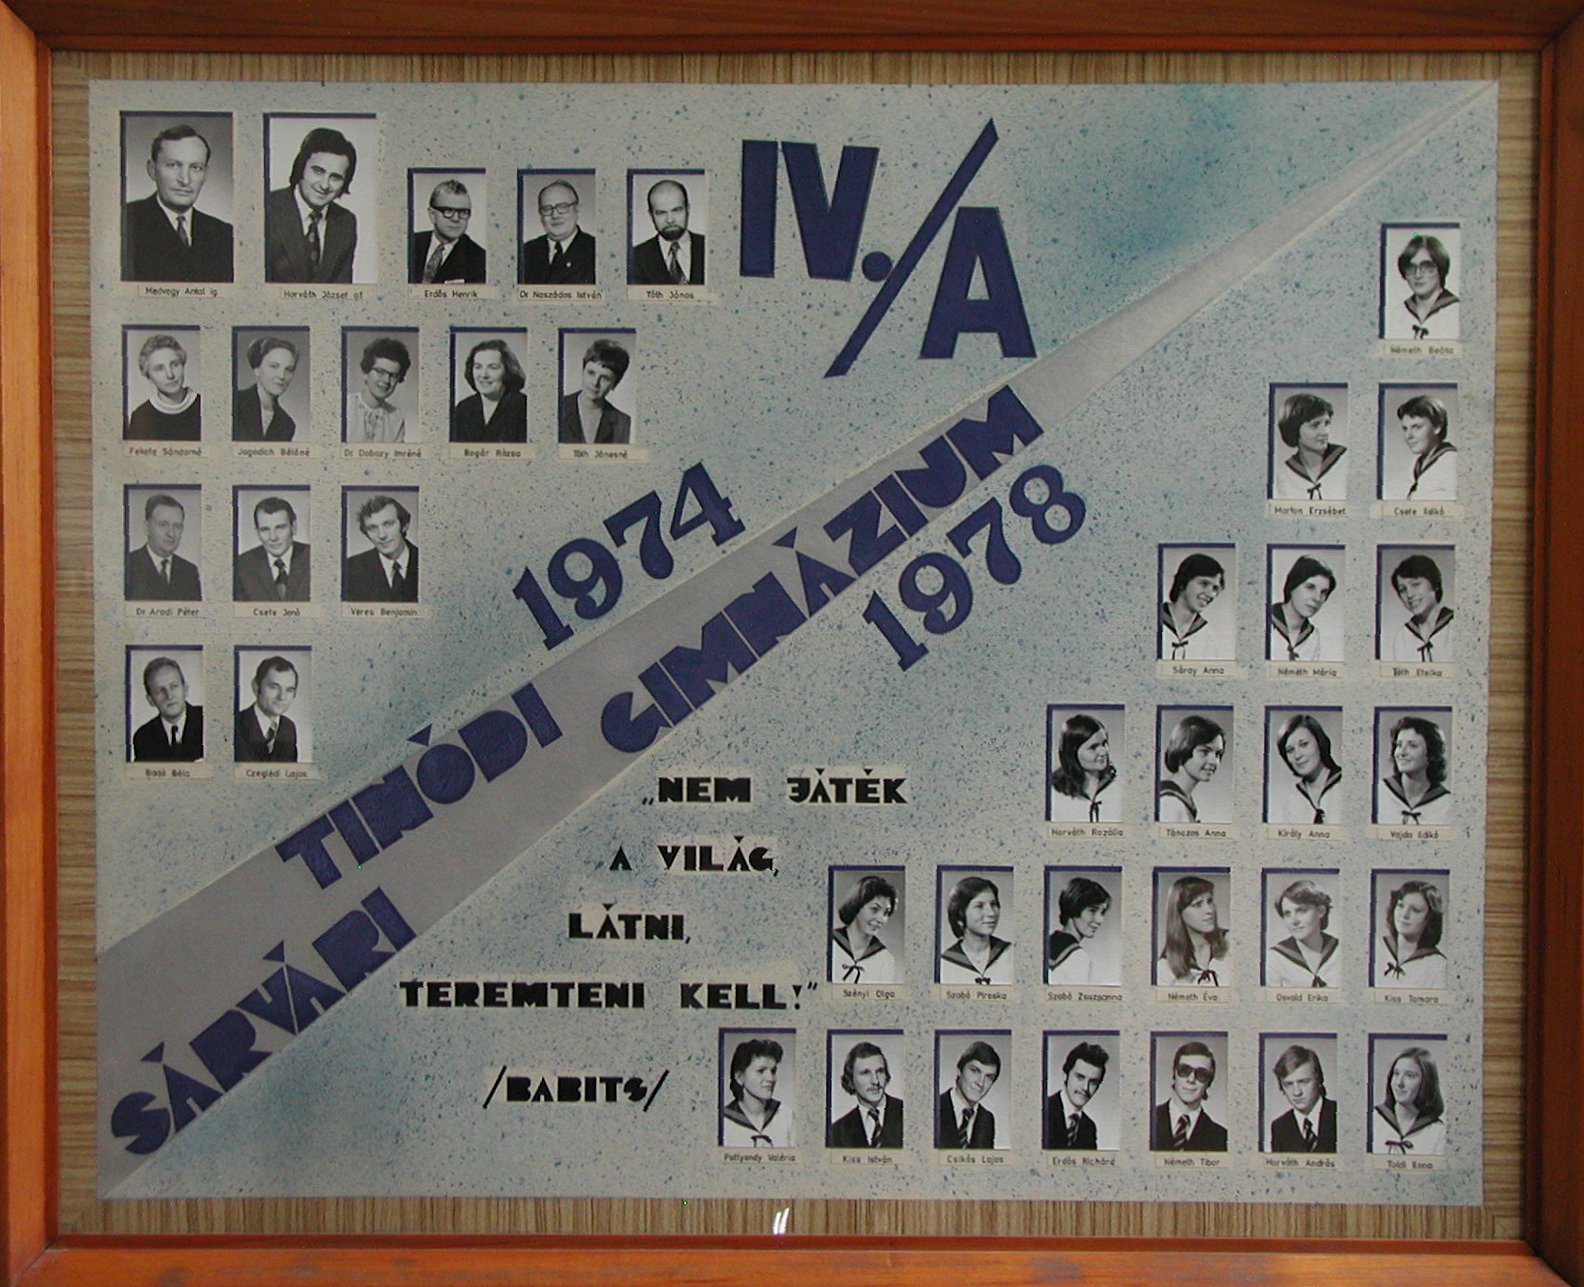 IV./A
Medvegy Antal ig.
Horváth József of.
Erdős Henrik
Dr. Naszádos István
Tóth János
Fekete Sándorné
Jagodich Béláné
Dr. Dabazy Imréné
Bogár Rózsa
Tóth Jánosné
Dr. Aradi Péter
Csete Jenő
Veres Benjamin
Badó Béla
Czeglédi Lajos
1974
1978
SÁRVÁRI TINÓDI GIMNÁZIUM
„NEM JÁTÉK
A VILÁG,
LÁTNI,
TEREMTENI KELL!”
/BABITS/
Németh Beáta
Marton Erzsébet
Csete Ildikó
Sáray Anna
Németh Mária
Tóth Etelka
Horváth Rozália
Tánczos Anna
Király Anna
Vajda Ildikó
Szényi Olga
Szabó Piroska
Szabó Zsuzsanna
Németh Éva
Osvald Erika
Kiss Tamara
Pattyandy Valéria
Kiss István
Csikós Lajos
Erdős Richárd
Németh Tibor
Horváth András
Toldi Ilona